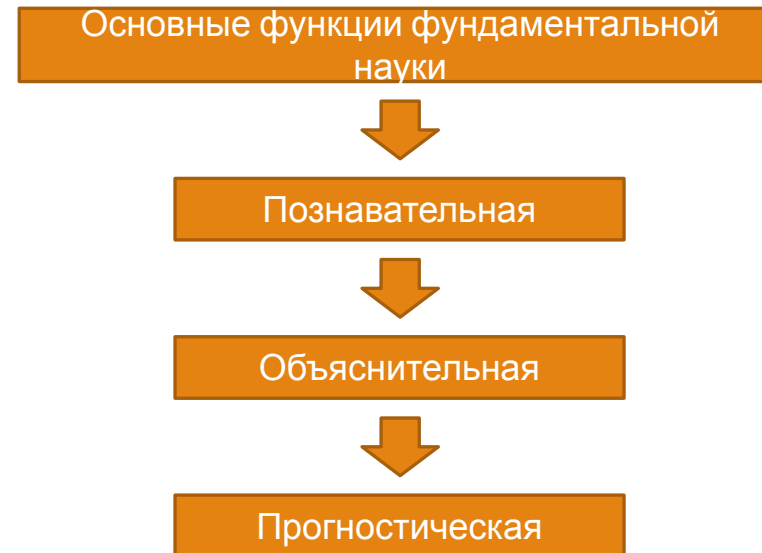 Основные функции фундаментальной
науки
Познавательная
Объяснительная
Прогностическая